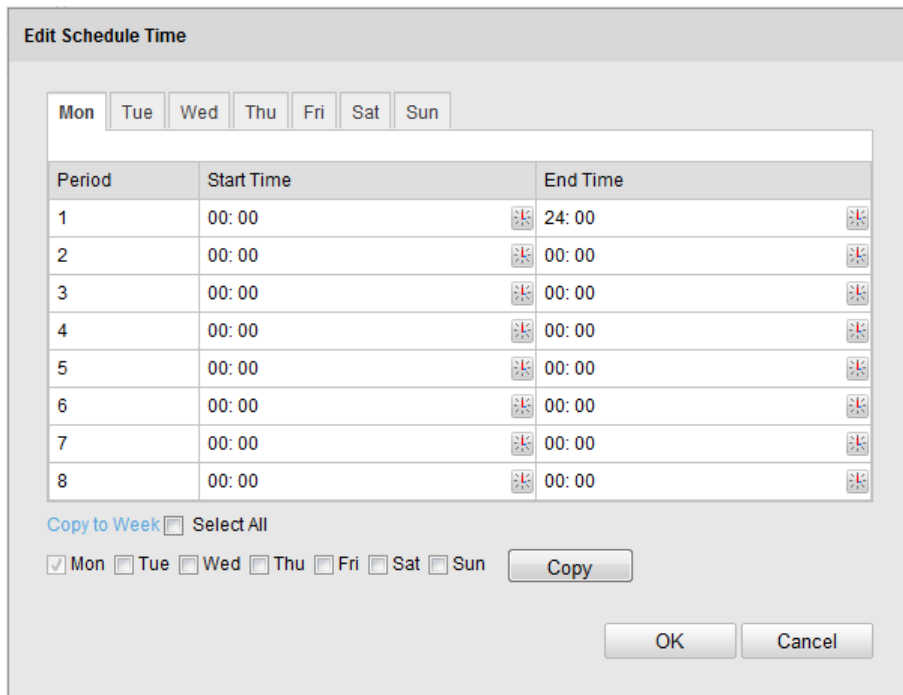 Edit Schedule Time
Mon Tue Wed Thu Fri Sat Sun
Period Start Time End Time
1 00: 00 24: 00
2 00: 00 00: 00
3 00: 00 00: 00
4 00: 00 00: 00
5 00: 00 00: 00
6 00: 00 00: 00
7 00: 00 00: 00
8 00: 00 00: 00
Copy to Week Select All
Mon Tue Wed Thu Fri Sat Sun Copy
OK Cancel